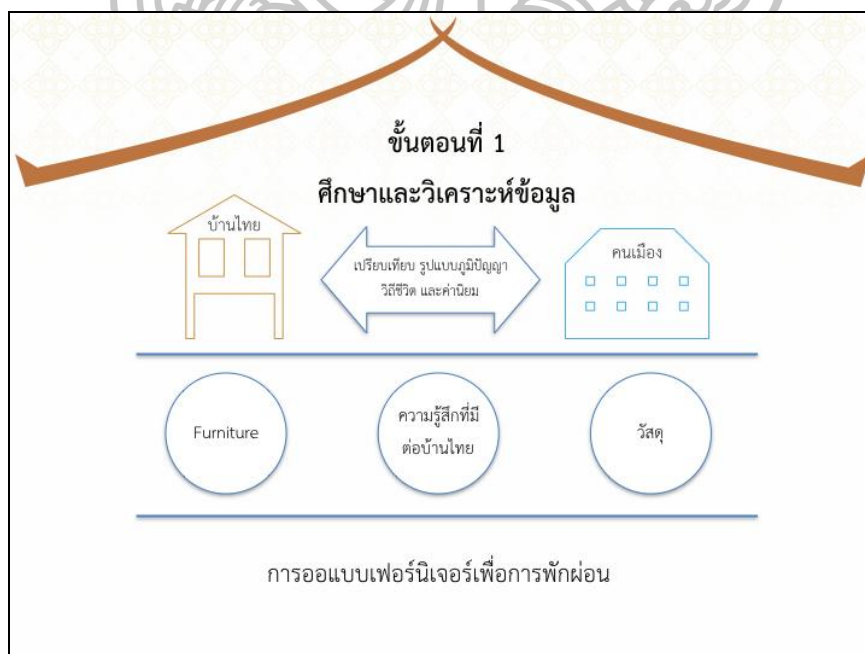 ขั้นตอนที่ 1
ศึกษาและวิเคราะห์ข้อมูล
บ้านไทย
เปรียบเทียบ รูปแบบภูมิปัญญา
วิถีชีวิต และค่านิยม
คนเมือง
Furniture
ความรู้สึกที่มี
ต่อบ้านไทย
วัสดุ
การออแบบเฟอร์นิเจอร์เพื่อการพักผ่อน